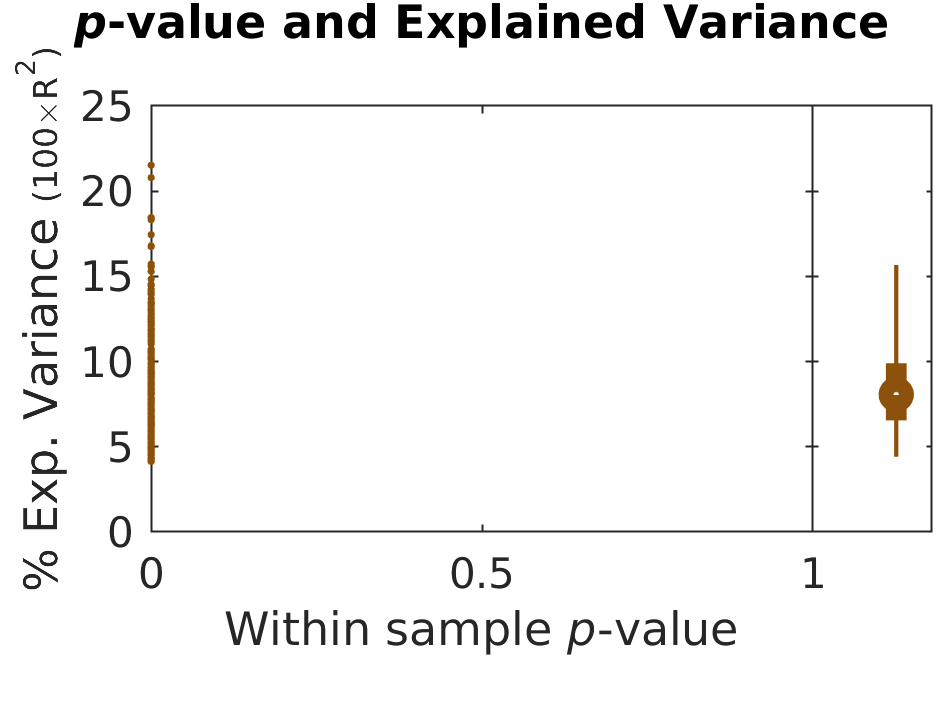 p-value and Explained Variance
% Exp. Variance (100×R²)
25
20
15
10
5
0
0 0.5 1
Within sample p-value